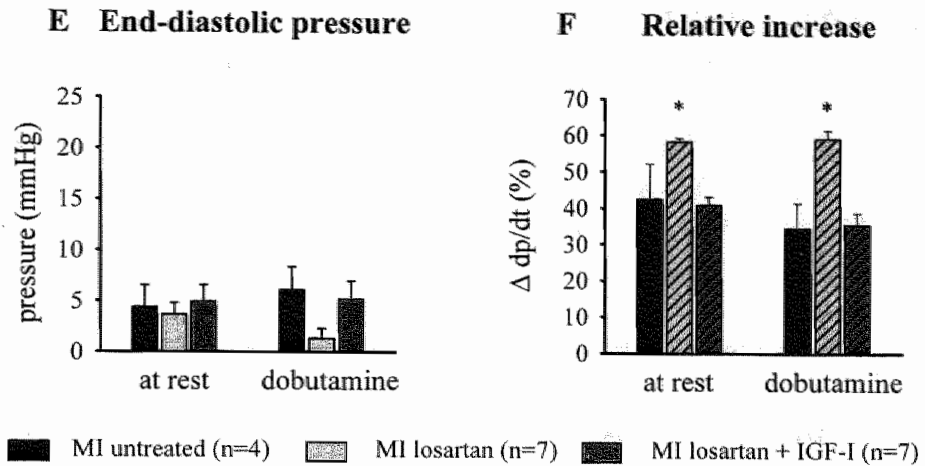 E End-diastolic pressure
pressure (mmHg)
25
20
15
10
5
0
at rest dobutamine
F Relative increase
Δ dp/dt (%)
70
60
50
40
30
20
10
0
* *
at rest dobutamine
MI untreated (n=4) MI losartan (n=7) MI losartan + IGF-I (n=7)